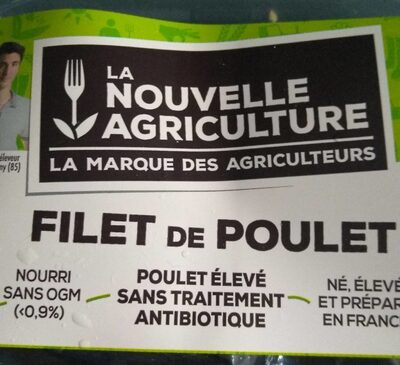 LA
NOUVELLE
AGRICULTURE
LA MARQUE DES AGRICULTEURS
éleveur
(85)
FILET DE POULET
NOURRI
SANS OGM
(<0,9%)
POULET ÉLEVÉ
SANS TRAITEMENT
ANTIBIOTIQUE
NÉ, ÉLEVÉ
ET PRÉPAR
EN FRANC